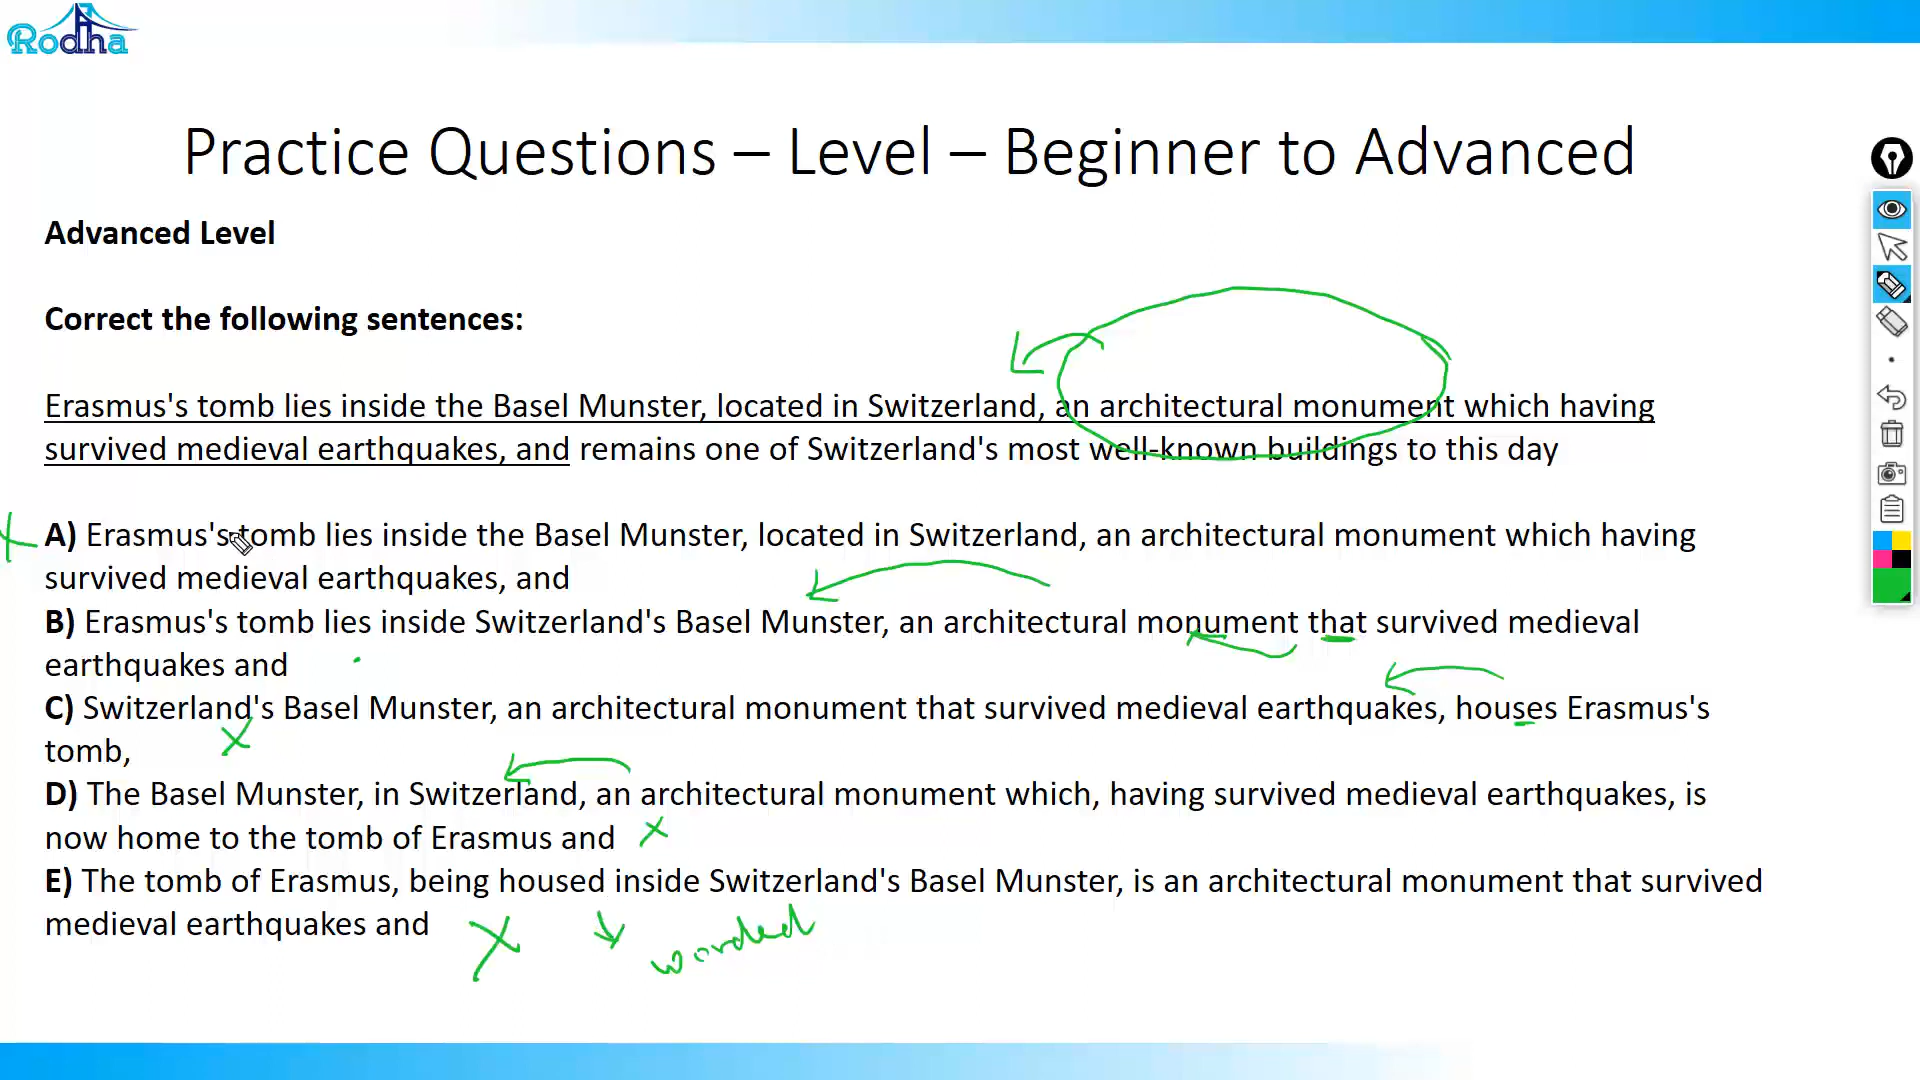 Rodha
Practice Questions – Level – Beginner to Advanced
Advanced Level
Correct the following sentences:
Erasmus's tomb lies inside the Basel Munster, located in Switzerland, an architectural monument which having
survived medieval earthquakes, and remains one of Switzerland's most well-known buildings to this day
A) Erasmus's tomb lies inside the Basel Munster, located in Switzerland, an architectural monument which having
survived medieval earthquakes, and
B) Erasmus's tomb lies inside Switzerland's Basel Munster, an architectural monument that survived medieval
earthquakes and
C) Switzerland's Basel Munster, an architectural monument that survived medieval earthquakes, houses Erasmus's
tomb,
D) The Basel Munster, in Switzerland, an architectural monument which, having survived medieval earthquakes, is
now home to the tomb of Erasmus and
E) The tomb of Erasmus, being housed inside Switzerland's Basel Munster, is an architectural monument that survived
medieval earthquakes and
worded